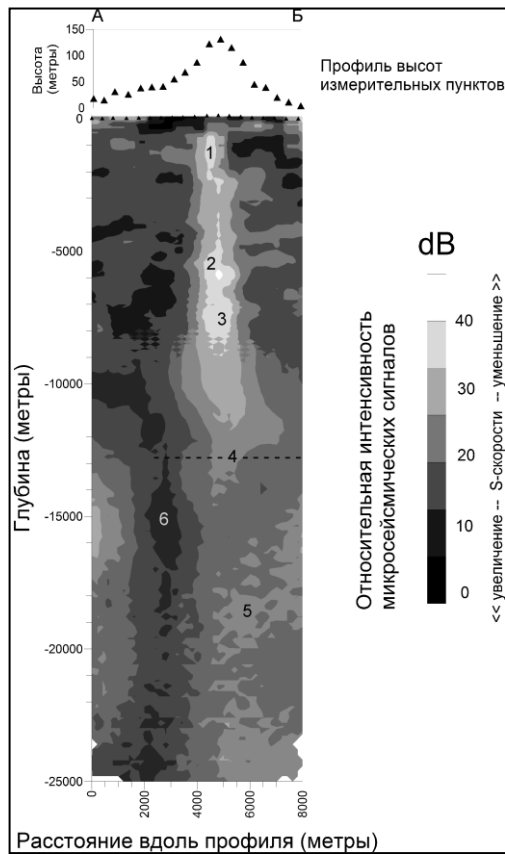 А
Б
150
100
50
0
Высота
(метры)
Профиль высот
измерительных пунктов
0
-5000
-10000
-15000
-20000
-25000
Глубина (метры)
1
2
3
4
5
6
0
2000
4000
6000
8000
Расстояние вдоль профиля (метры)
dB
40
30
20
10
0
Относительная интенсивность
микросейсмических сигналов
<< увеличение -- S-скорости -- уменьшение >>